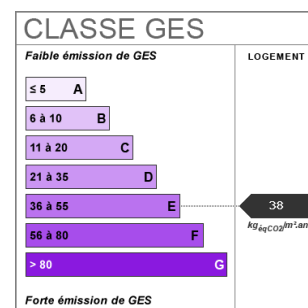 CLASSE GES
Faible émission de GES
LOGEMENT
≤ 5 A
6 à 10 B
11 à 20 C
21 à 35 D
36 à 55 E
38
kgéqCO2/m².an
56 à 80 F
> 80 G
Forte émission de GES